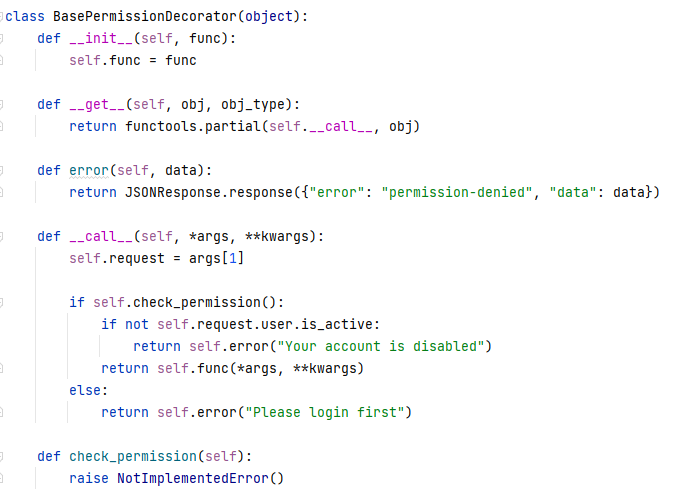 class BasePermissionDecorator(object):
    def __init__(self, func):
        self.func = func

    def __get__(self, obj, obj_type):
        return functools.partial(self.__call__, obj)

    def error(self, data):
        return JSONResponse.response({"error": "permission-denied", "data": data})

    def __call__(self, *args, **kwargs):
        self.request = args[1]

        if self.check_permission():
            if not self.request.user.is_active:
                return self.error("Your account is disabled")
            return self.func(*args, **kwargs)
        else:
            return self.error("Please login first")

    def check_permission(self):
        raise NotImplementedError()